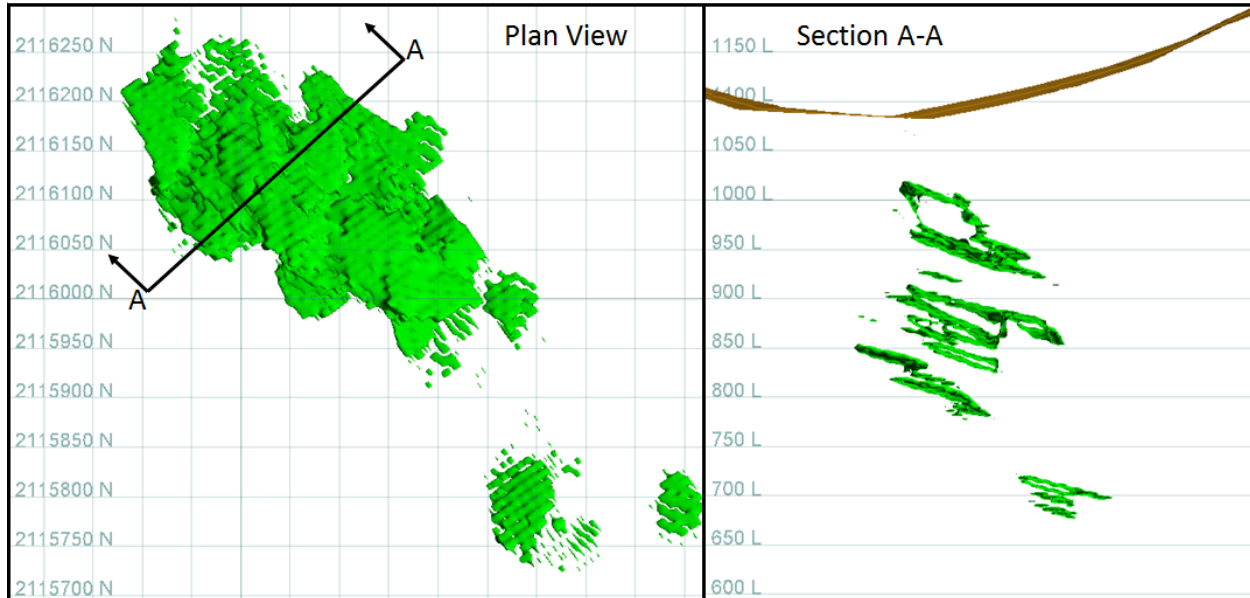 Plan View
A
A
2116250 N
2116200 N
2116150 N
2116100 N
2116050 N
2116000 N
2115950 N
2115900 N
2115850 N
2115800 N
2115750 N
2115700 N
Section A-A
1150 L
1100 L
1050 L
1000 L
950 L
900 L
850 L
800 L
750 L
700 L
650 L
600 L